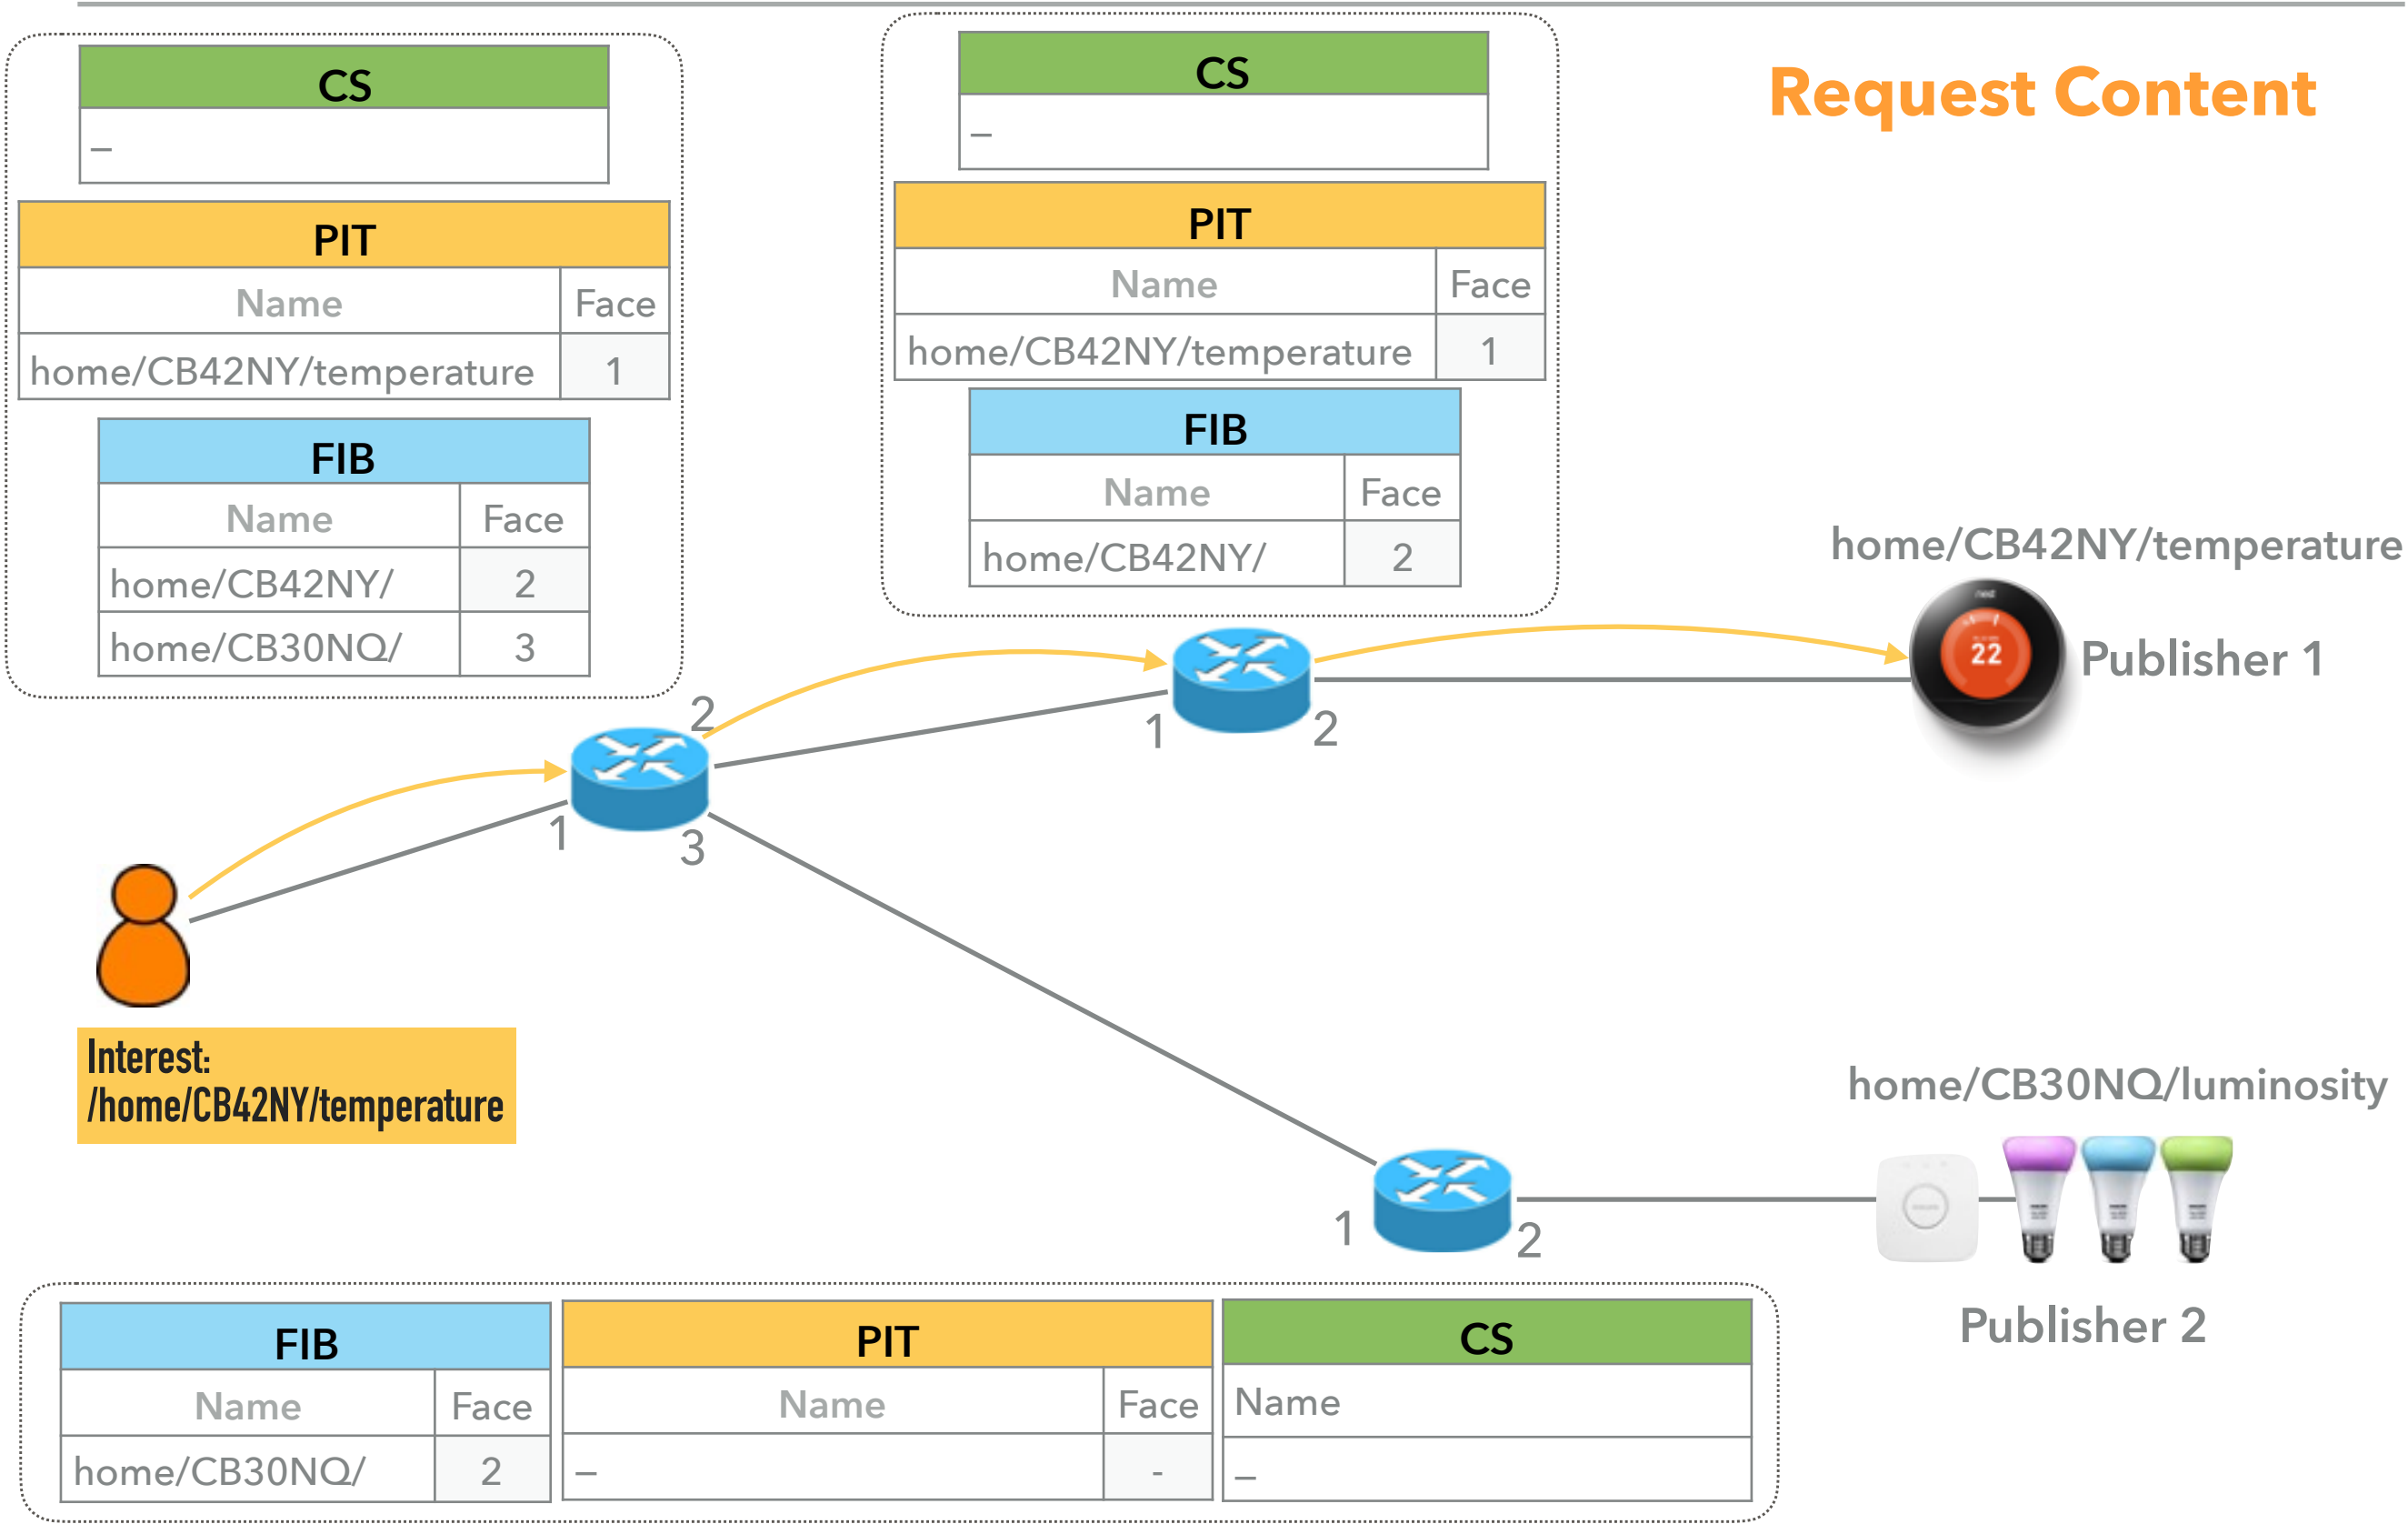 Request Content
CS
–
PIT
Name Face
home/CB42NY/temperature 1
FIB
Name Face
home/CB42NY/ 2
home/CB30NQ/ 3
CS
–
PIT
Name Face
home/CB42NY/temperature 1
FIB
Name Face
home/CB42NY/ 2
home/CB42NY/temperature
nest
22
Publisher 1
2
1
2
1
3
Interest:
/home/CB42NY/temperature
home/CB30NQ/luminosity
1
2
Publisher 2
FIB
Name Face
home/CB30NQ/ 2
PIT
Name Face
– -
CS
Name
–